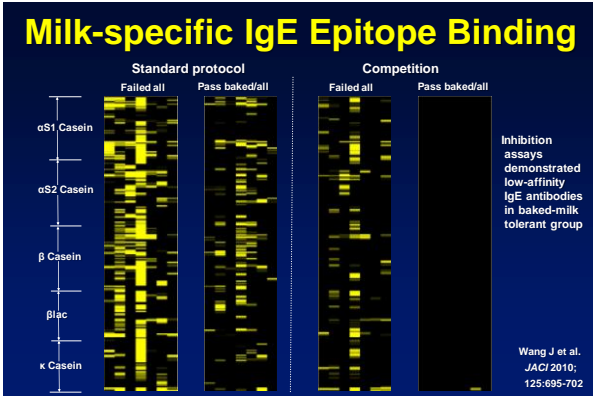 Milk-specific IgE Epitope Binding
Standard protocol
Competition
Failed all
Pass baked/all
Failed all
Pass baked/all
αS1 Casein
αS2 Casein
β Casein
βlac
κ Casein
Inhibition
assays
demonstrated
low-affinity
IgE antibodies
in baked-milk
tolerant group
Wang J et al.
JACI 2010;
125:695-702